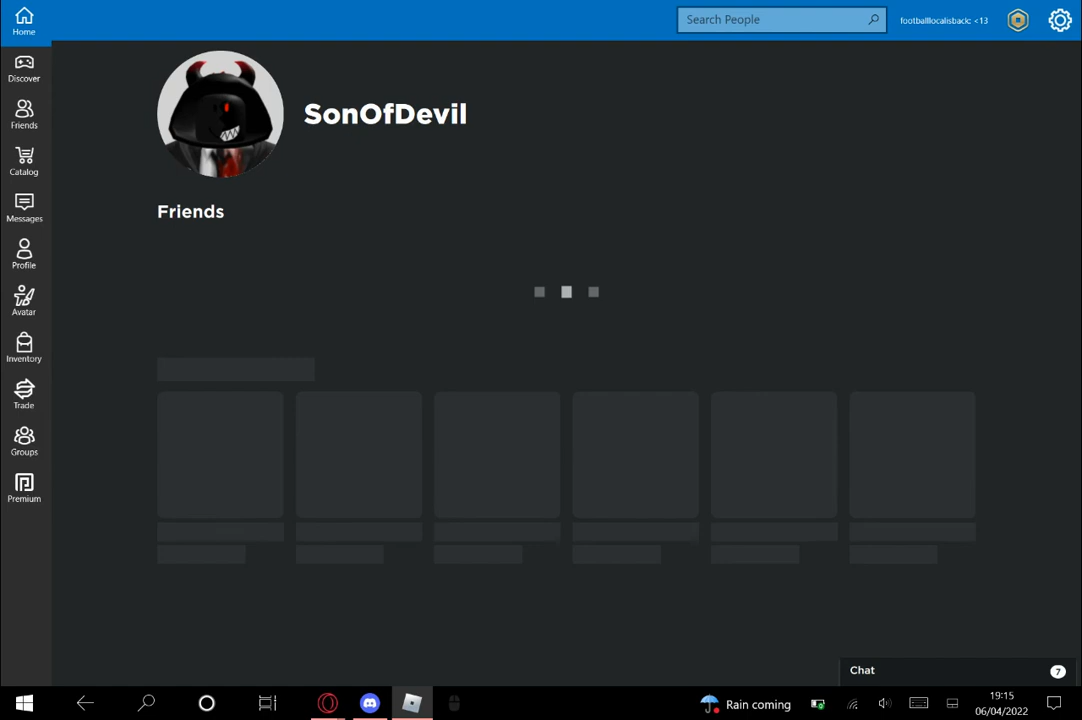 Home
Search People
Discover
Friends
Catalog
Messages
Profile
Avatar
Inventory
Trade
Groups
Premium
<13
SonOfDevil
Friends
Chat
7
Rain coming
19:15
06/04/2022